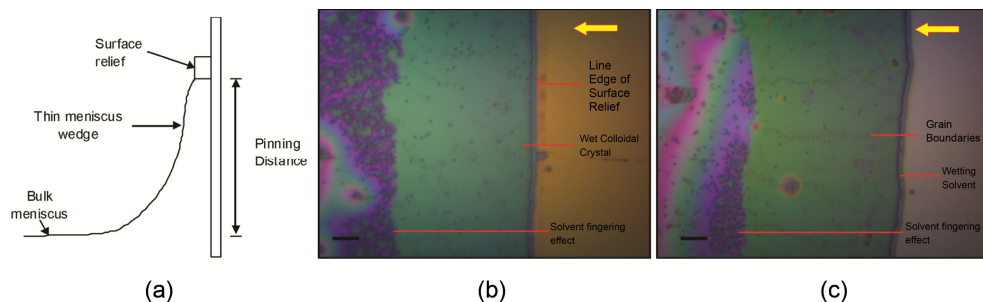 Surface
relief
Thin meniscus
wedge
Pinning
Distance
Bulk
meniscus
(a)
Line
Edge of
Surface
Relief
Wet Colloidal
Crystal
Solvent fingering
effect
(b)
Grain
Boundaries
Wetting
Solvent
Solvent fingering
effect
(c)